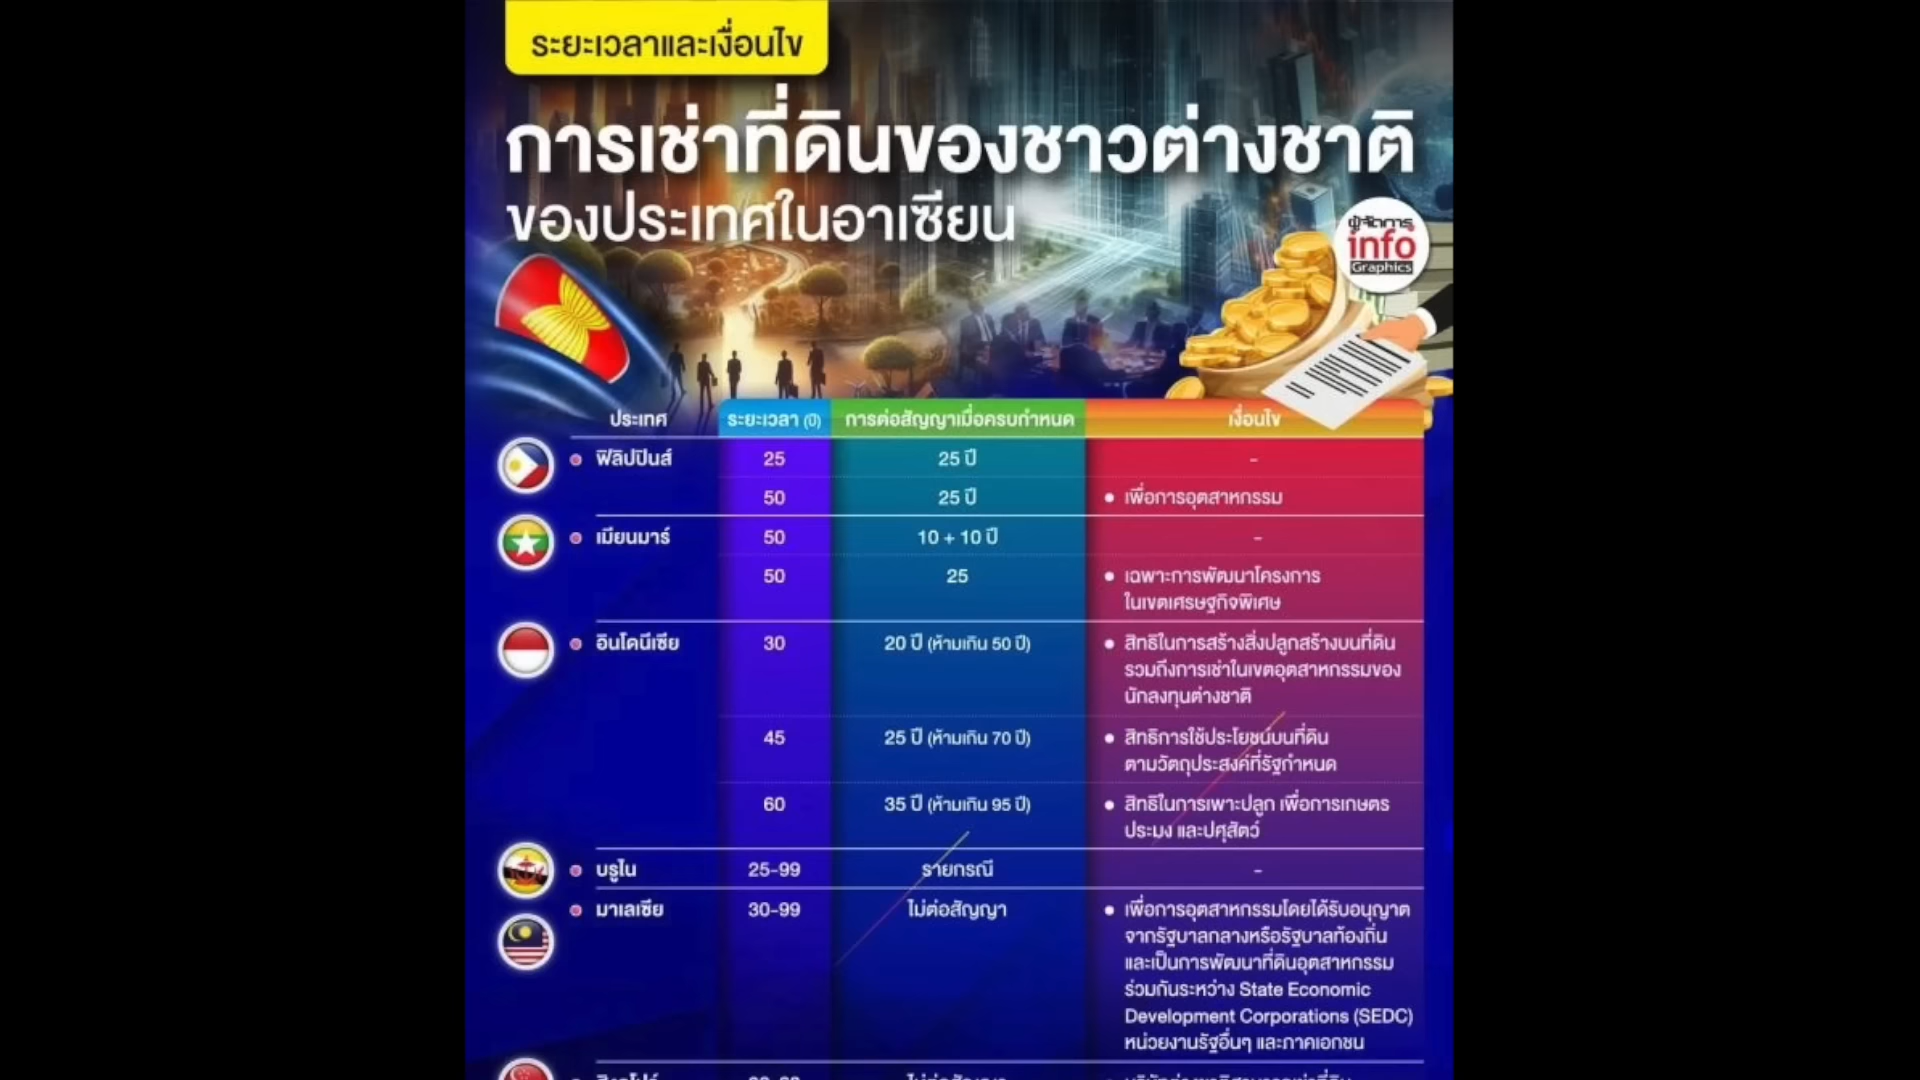 ระยะเวลาและเงื่อนไข
การเช่าที่ดินของชาวต่างชาติ
ของประเทศในอาเซียน
ผู้จัดการ
info
Graphics
ประเทศ ระยะเวลา (ปี) การต่อสัญญาเมื่อครบกำหนด เงื่อนไข
ฟิลิปปินส์ 25 25 ปี -
50 25 ปี • เพื่อการอุตสาหกรรม
เมียนมาร์ 50 10 + 10 ปี -
50 25 • เฉพาะการพัฒนาโครงการ
ในเขตเศรษฐกิจพิเศษ
อินโดนีเซีย 30 20 ปี (ห้ามเกิน 50 ปี) • สิทธิในการสร้างสิ่งปลูกสร้างบนที่ดิน
รวมถึงการเช่าในเขตอุตสาหกรรมของ
นักลงทุนต่างชาติ
45 25 ปี (ห้ามเกิน 70 ปี) • สิทธิการใช้ประโยชน์บนที่ดิน
ตามวัตถุประสงค์ที่รัฐกำหนด
60 35 ปี (ห้ามเกิน 95 ปี) • สิทธิในการเพาะปลูก เพื่อการเกษตร
ประมง และปศุสัตว์
บรูไน 25-99 รายกรณี -
มาเลเซีย 30-99 ไม่ต่อสัญญา • เพื่อการอุตสาหกรรมโดยได้รับอนุญาต
จากรัฐบาลกลางหรือรัฐบาลท้องถิ่น
และเป็นการพัฒนาที่ดินอุตสาหกรรม
ร่วมกันระหว่าง State Economic
Development Corporations (SEDC)
หน่วยงานรัฐอื่นๆ และภาคเอกชน